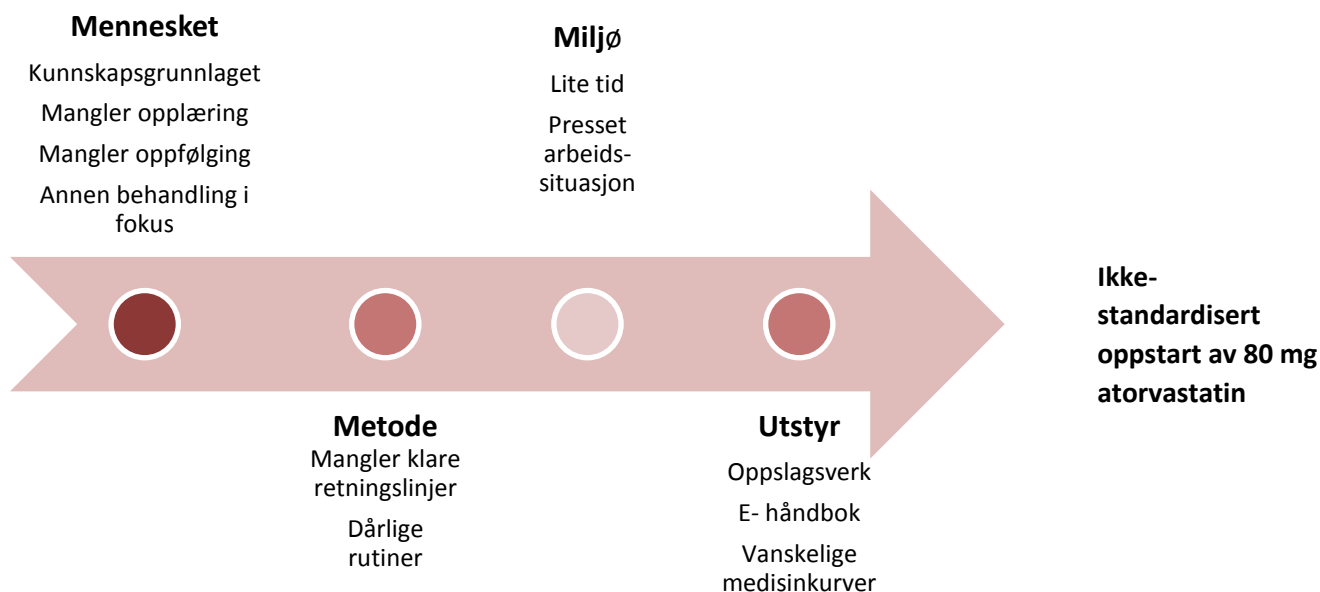 Mennesket
Kunnskapsgrunnlaget
Mangler opplæring
Mangler oppfølging
Annen behandling i
fokus
Miljø
Lite tid
Presset
arbeids-
situasjon
Metode
Mangler klare
retningslinjer
Dårlige
rutiner
Utstyr
Oppslagsverk
E- håndbok
Vanskelige
medisinkurver
Ikke-
standardisert
oppstart av 80 mg
atorvastatin